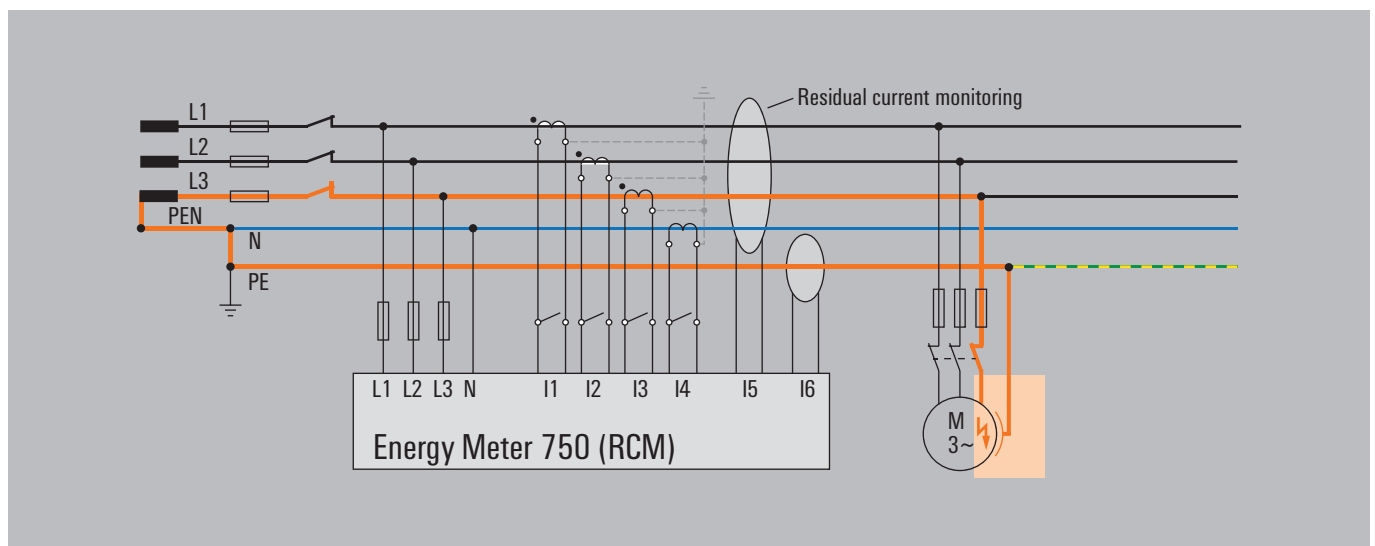 Residual current monitoring
L1
L2
L3
PEN
N
PE
L1 L2 L3 N I1 I2 I3 I4 I5 I6
Energy Meter 750 (RCM)
M
3~